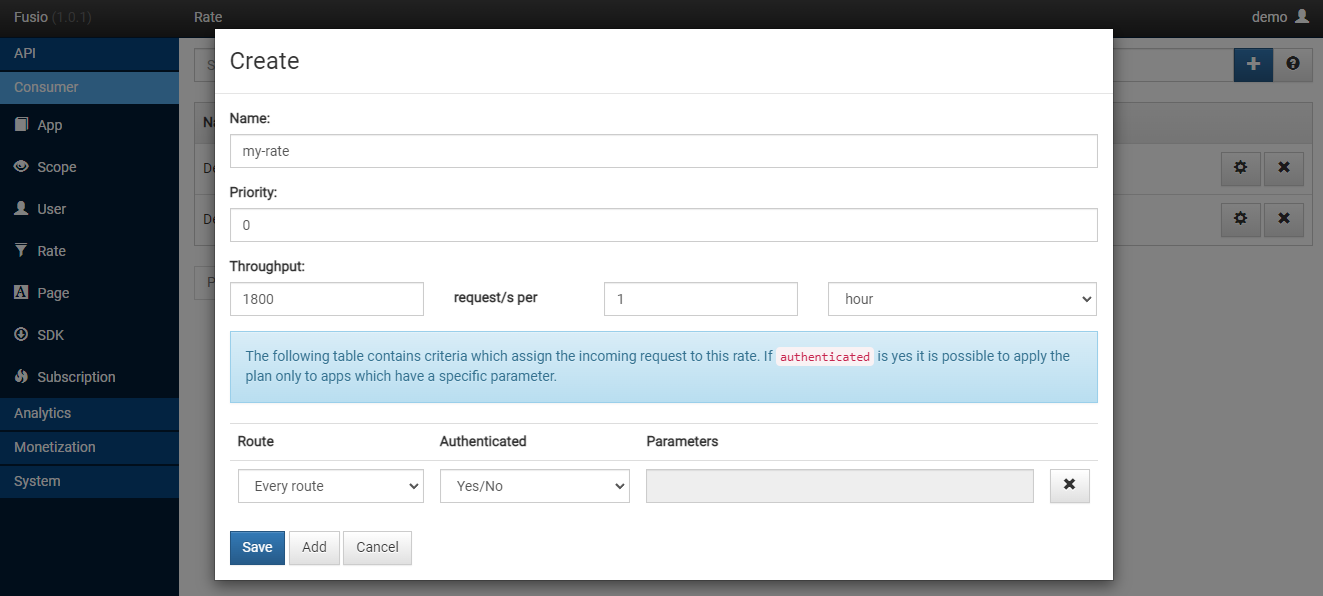 Fusio (1.0.1)
Rate
demo
API
Consumer
App
Scope
User
Rate
Page
SDK
Subscription
Analytics
Monetization
System
Create
Name:
my-rate
Priority:
0
Throughput:
1800
request/s per
1
hour
The following table contains criteria which assign the incoming request to this rate. If authenticated is yes it is possible to apply the
plan only to apps which have a specific parameter.
Route Authenticated Parameters
Every route Yes/No
Save Add Cancel